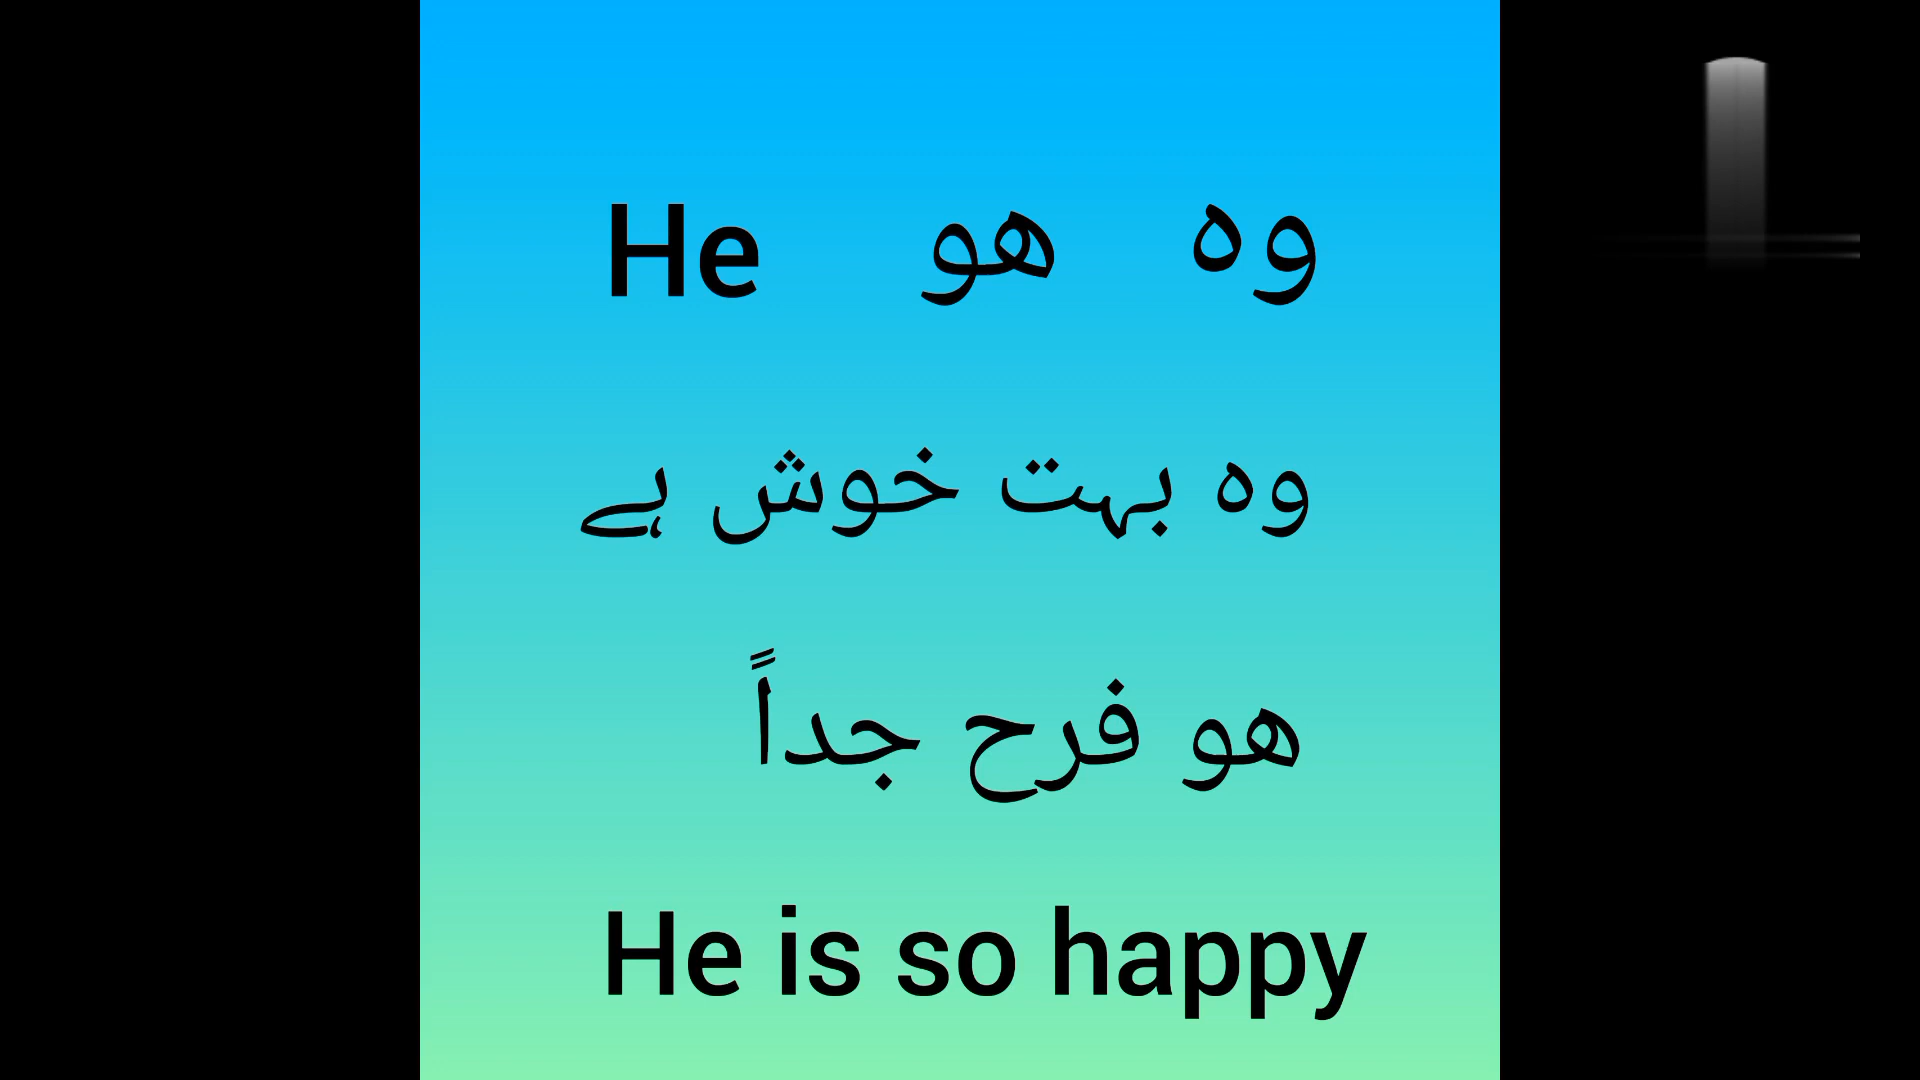 He هو وہ
وہ بہت خوش ہے
هو فرح جداً
He is so happy